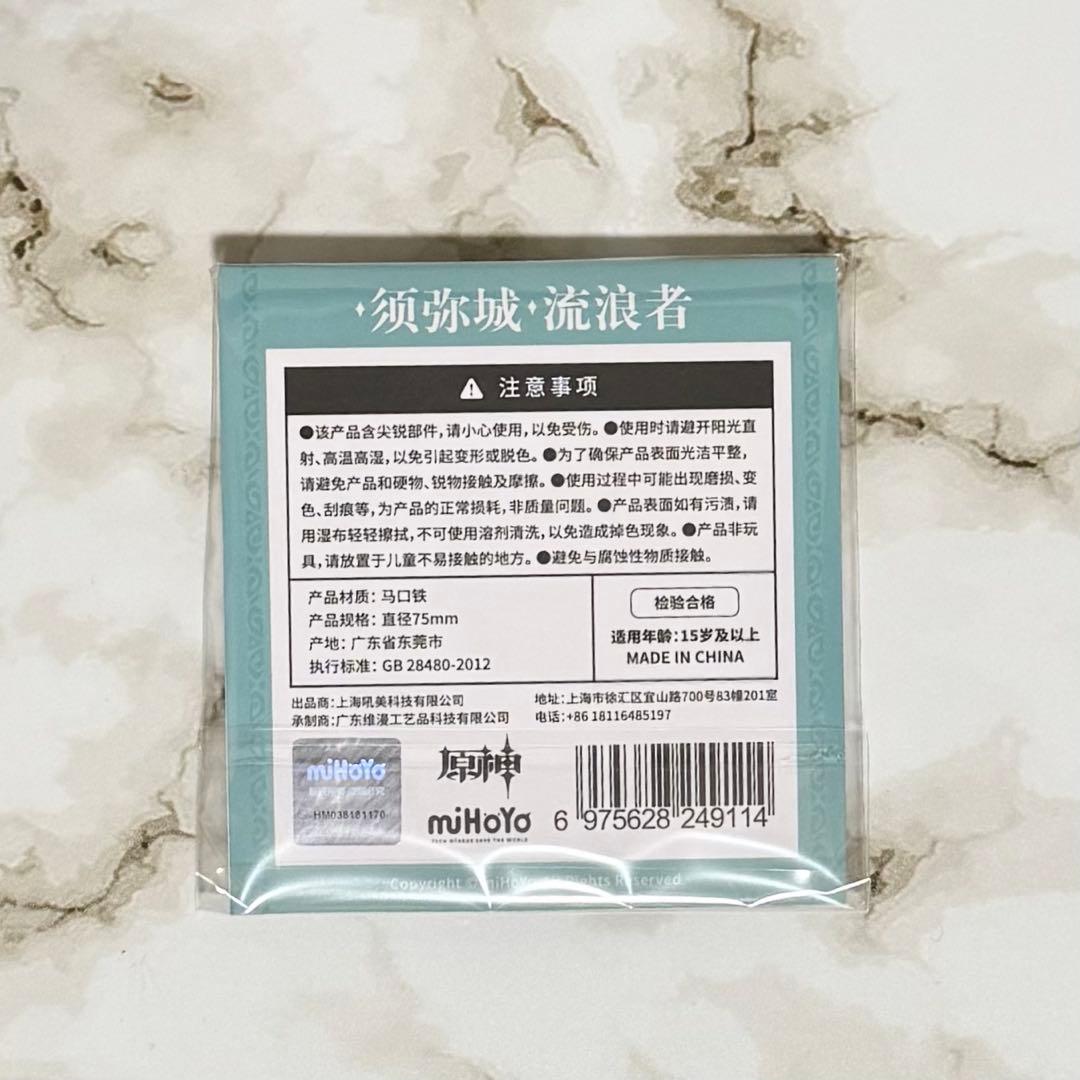 须弥城·流浪者
注意事项
●该产品含尖锐部件,请小心使用,以免受伤。●使用时请避开阳光直
射、高温高湿,以免引起变形或脱色。●为了确保产品表面光洁平整,
请避免产品和硬物、锐物接触及摩擦。●使用过程中可能出现磨损、变
色、刮痕等,为产品的正常损耗,非质量问题。●产品表面如有污渍,请
用湿布轻轻擦拭,不可使用溶剂清洗,以免造成掉色现象。●产品非玩
具,请放置于儿童不易接触的地方。●避免与腐蚀性物质接触。
产品材质：马口铁
产品规格：直径75mm
产地：广东省东莞市
执行标准：GB 28480-2012
检验合格
适用年龄:15岁及以上
MADE IN CHINA
出品商:上海吼美科技有限公司
承制商:广东维漫工艺品科技有限公司
地址:上海市徐汇区宜山路700号83幢201室
电话:+86 18116485197
miHoYo
HM038181170
原神
miHoYo
TECH OTAKUS SAVE THE WORLD
6 975628 249114
Copyright © miHoYo. All Rights Reserved.